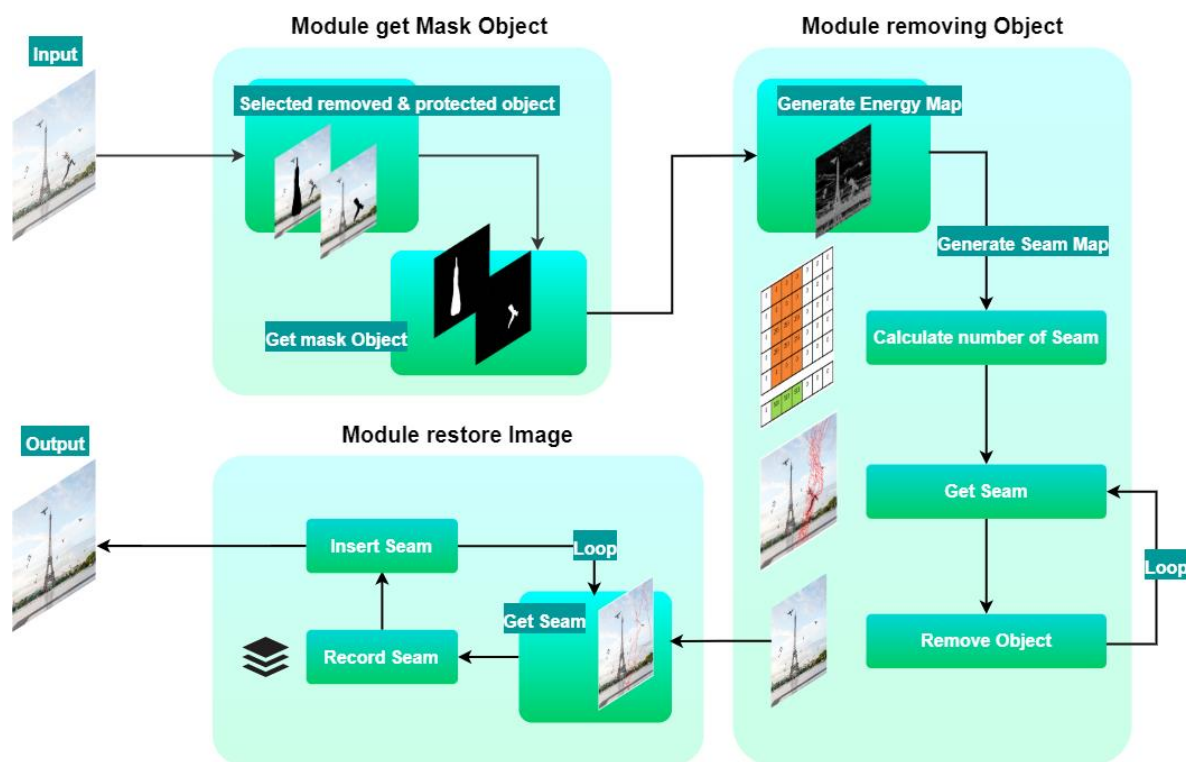 Module get Mask Object
Module removing Object
Input
Selected removed & protected object
Generate Energy Map
Generate Seam Map
Get mask Object
Calculate number of Seam
Output
Module restore Image
Get Seam
Insert Seam
Loop
Loop
Get Seam
Record Seam
Remove Object